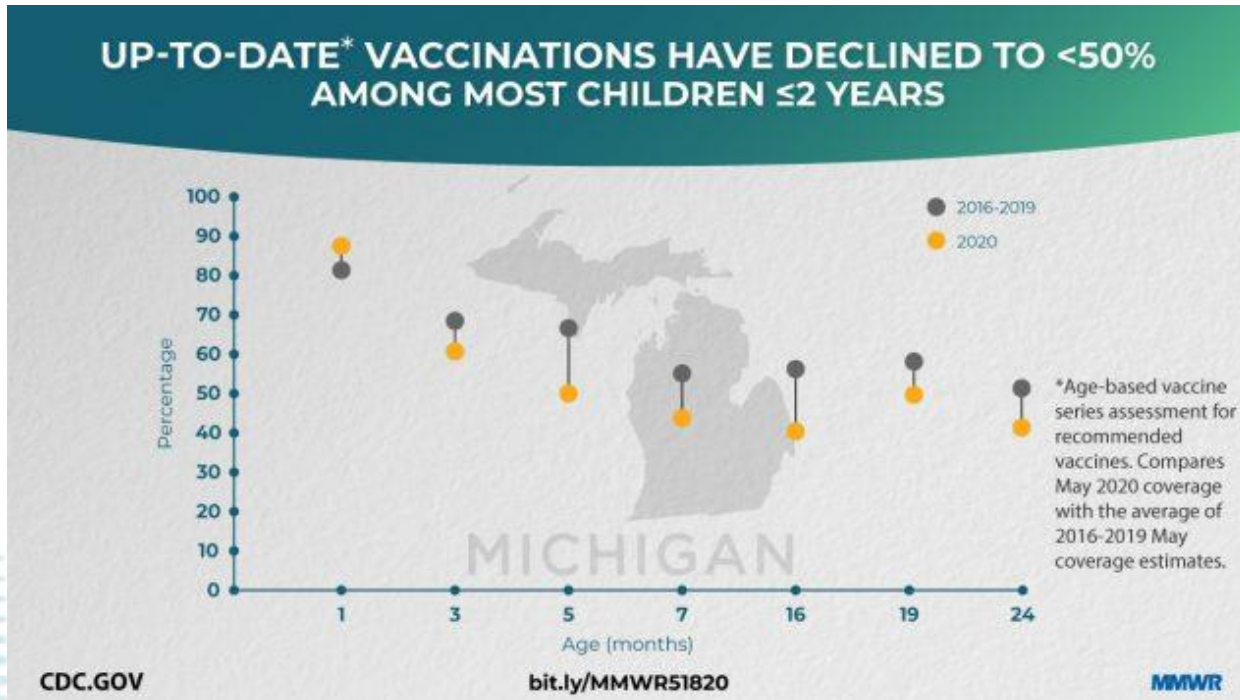 UP-TO-DATE* VACCINATIONS HAVE DECLINED TO <50%
AMONG MOST CHILDREN ≤2 YEARS
100
90
80
70
60
50
40
30
20
10
0
Percentage
2016-2019
2020
MICHIGAN
1 3 5 7 16 19 24
Age (months)
*Age-based vaccine
series assessment for
recommended
vaccines. Compares
May 2020 coverage
with the average of
2016-2019 May
coverage estimates.
CDC.GOV
bit.ly/MMWR51820
MMWR